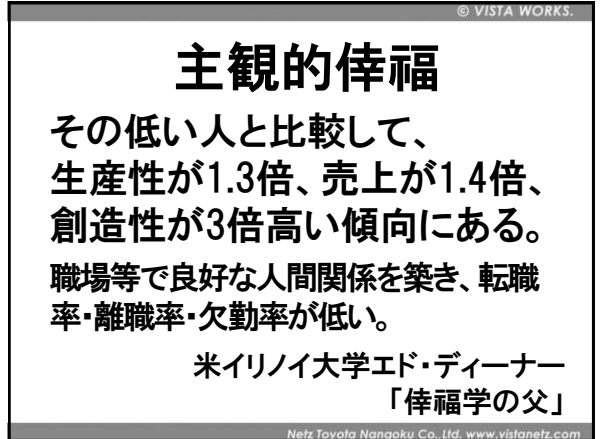 © VISTA WORKS.
主観的倖福
その低い人と比較して、
生産性が1.3倍、売上が1.4倍、
創造性が3倍高い傾向にある。
職場等で良好な人間関係を築き、転職
率・離職率・欠勤率が低い。
米イリノイ大学エド・ディーナー
「倖福学の父」
Netz Toyota Nangoku Co.,Ltd. www.vistanetz.com